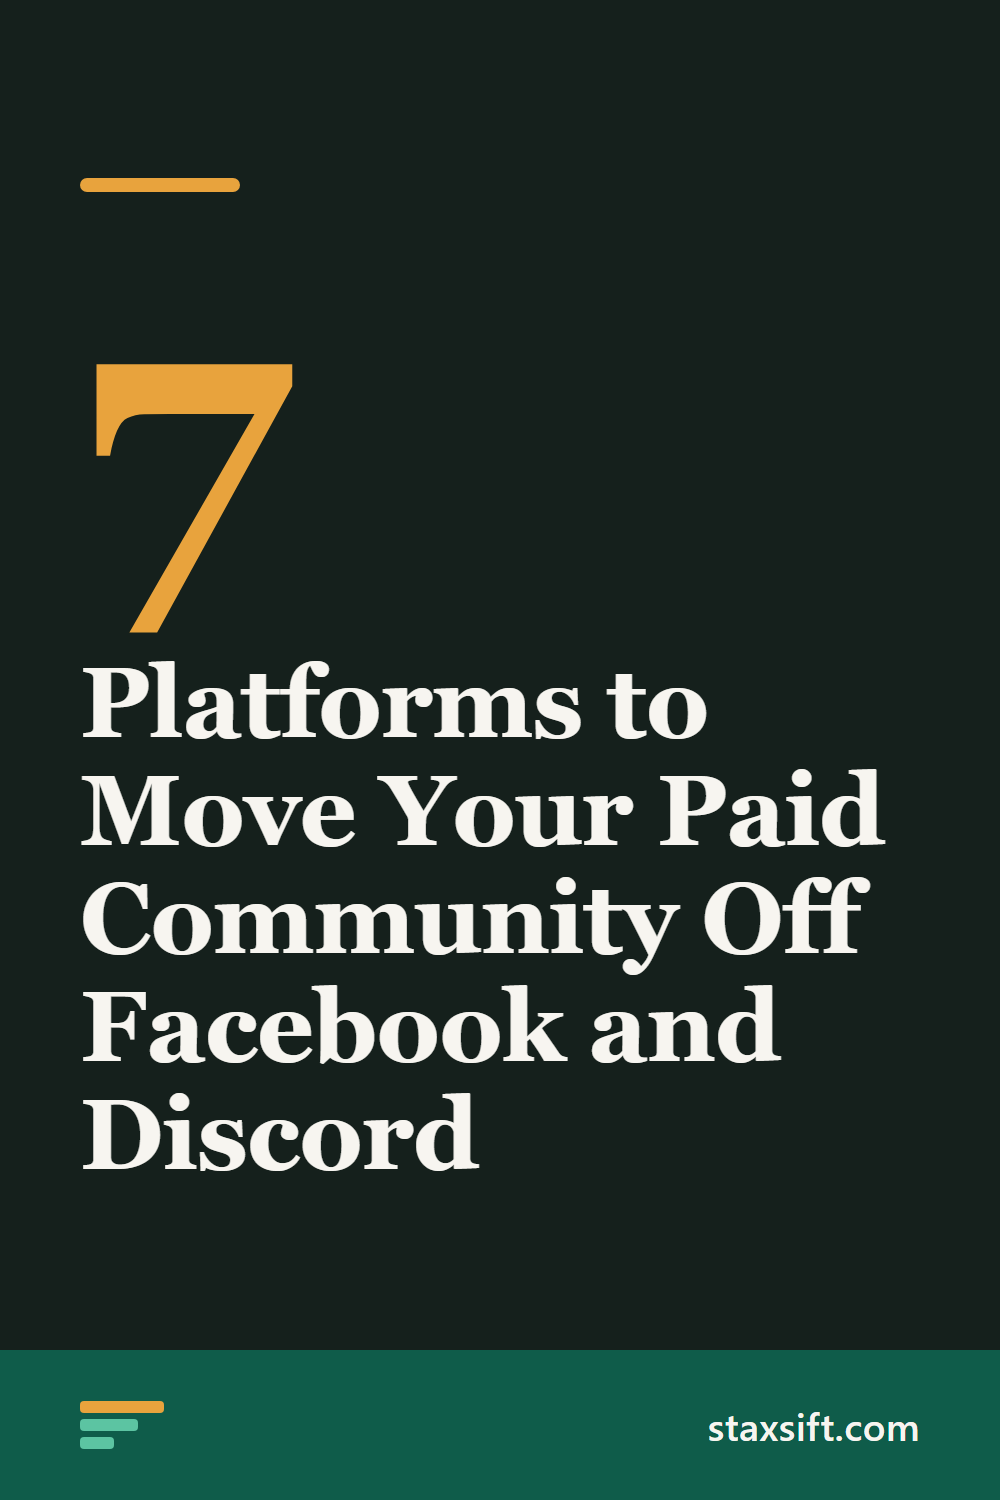 7
Platforms to
Move Your Paid
Community Off
Facebook and
Discord
staxsift.com